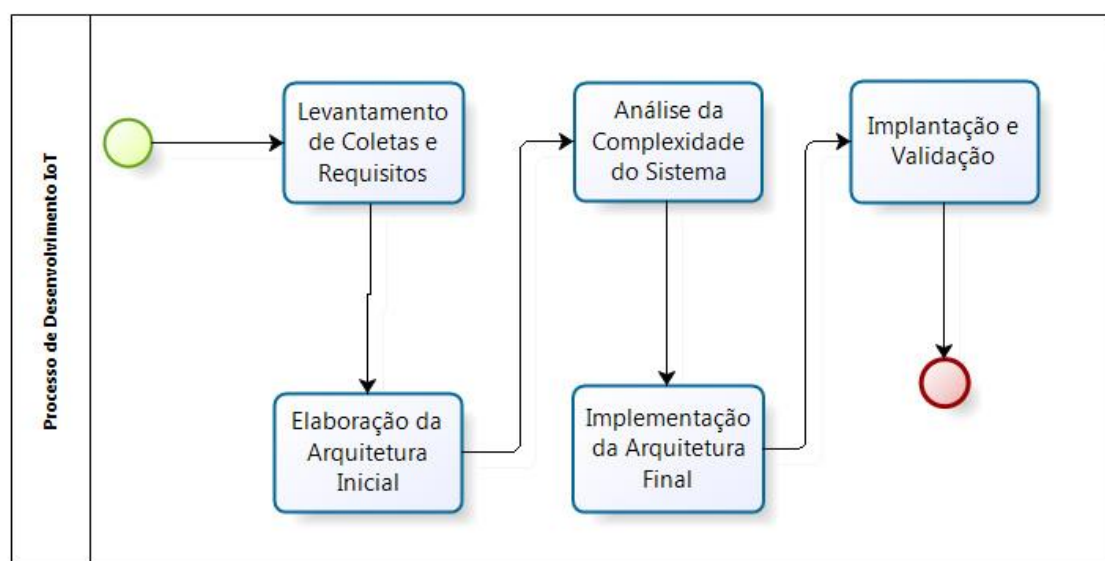 Processo de Desenvolvimento IoT
Levantamento
de Coletas e
Requisitos
Elaboração da
Arquitetura
Inicial
Análise da
Complexidade
do Sistema
Implementação
da Arquitetura
Final
Implantação e
Validação